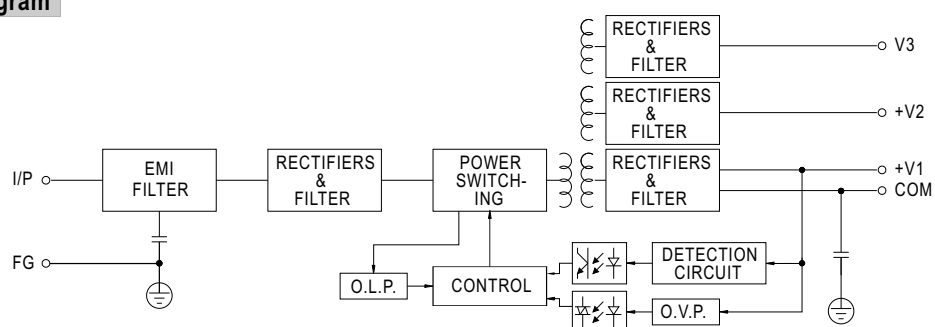 RECTIFIERS
&
FILTER
V3
RECTIFIERS
&
FILTER
+V2
I/P
EMI
FILTER
RECTIFIERS
&
FILTER
POWER
SWITCH-
ING
RECTIFIERS
&
FILTER
+V1
COM
FG
O.L.P.
CONTROL
DETECTION
CIRCUIT
O.V.P.